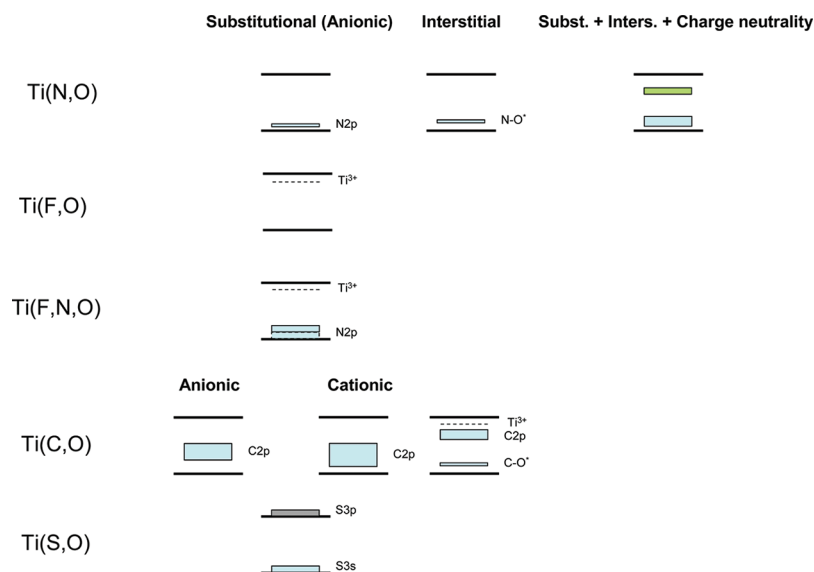 Substitutional (Anionic) Interstitial Subst. + Inters. + Charge neutrality
Ti(N,O)
N2p
N-O*
Ti3+
Ti(F,O)
Ti3+
Ti(F,N,O)
N2p
Anionic Cationic
Ti(C,O)
C2p
C2p
Ti3+
C2p
C-O*
S3p
Ti(S,O)
S3s